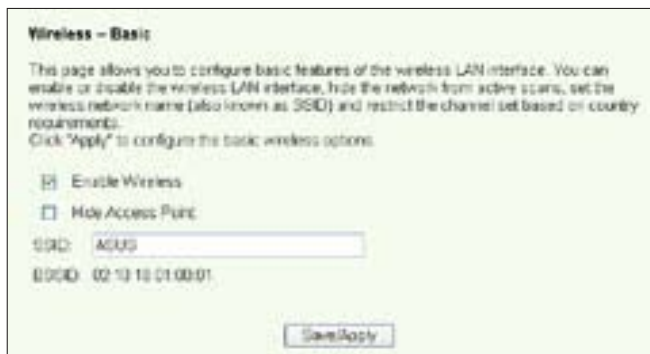 Wireless – Basic
This page allows you to configure basic features of the wireless LAN interface. You can
enable or disable the wireless LAN interface, hide the network from active scans, set the
wireless network name (also known as SSID) and restrict the channel set based on country
requirements.
Click "Apply" to configure the basic wireless options.
Enable Wireless
Hide Access Point
SSID: ASUS
BSSID:
Save/Apply